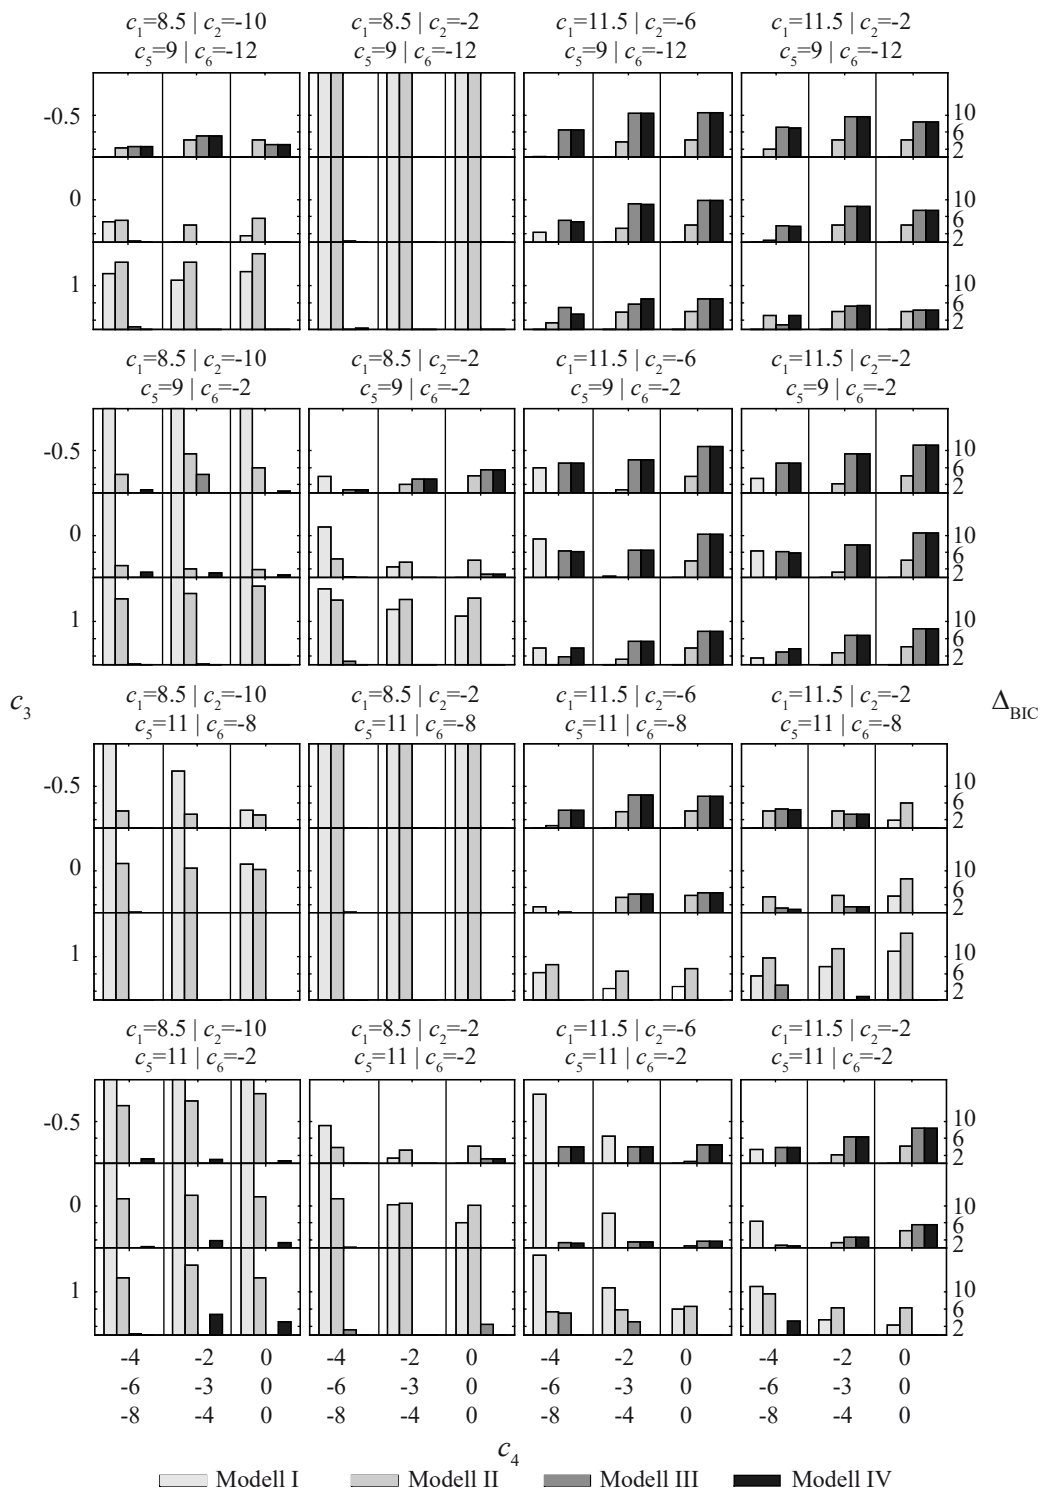 c1=8.5 | c2=-10 c1=8.5 | c2=-2 c1=11.5 | c2=-6 c1=11.5 | c2=-2
c5=9 | c6=-12 c5=9 | c6=-12 c5=9 | c6=-12 c5=9 | c6=-12
-0.5 10
6
2
0 10
6
2
1 10
6
2
c1=8.5 | c2=-10 c1=8.5 | c2=-2 c1=11.5 | c2=-6 c1=11.5 | c2=-2
c5=9 | c6=-2 c5=9 | c6=-2 c5=9 | c6=-2 c5=9 | c6=-2
-0.5 10
6
2
0 10
6
2
1 10
6
2
c1=8.5 | c2=-10 c1=8.5 | c2=-2 c1=11.5 | c2=-6 c1=11.5 | c2=-2
c3 ΔBIC
c5=11 | c6=-8 c5=11 | c6=-8 c5=11 | c6=-8 c5=11 | c6=-8
-0.5 10
6
2
0 10
6
2
1 10
6
2
c1=8.5 | c2=-10 c1=8.5 | c2=-2 c1=11.5 | c2=-6 c1=11.5 | c2=-2
c5=11 | c6=-2 c5=11 | c6=-2 c5=11 | c6=-2 c5=11 | c6=-2
-0.5 10
6
2
0 10
6
2
1 10
6
2
-4 -2 0 -4 -2 0 -4 -2 0 -4 -2 0
-6 -3 0 -6 -3 0 -6 -3 0 -6 -3 0
-8 -4 0 -8 -4 0 -8 -4 0 -8 -4 0
c4
Modell I Modell II Modell III Modell IV